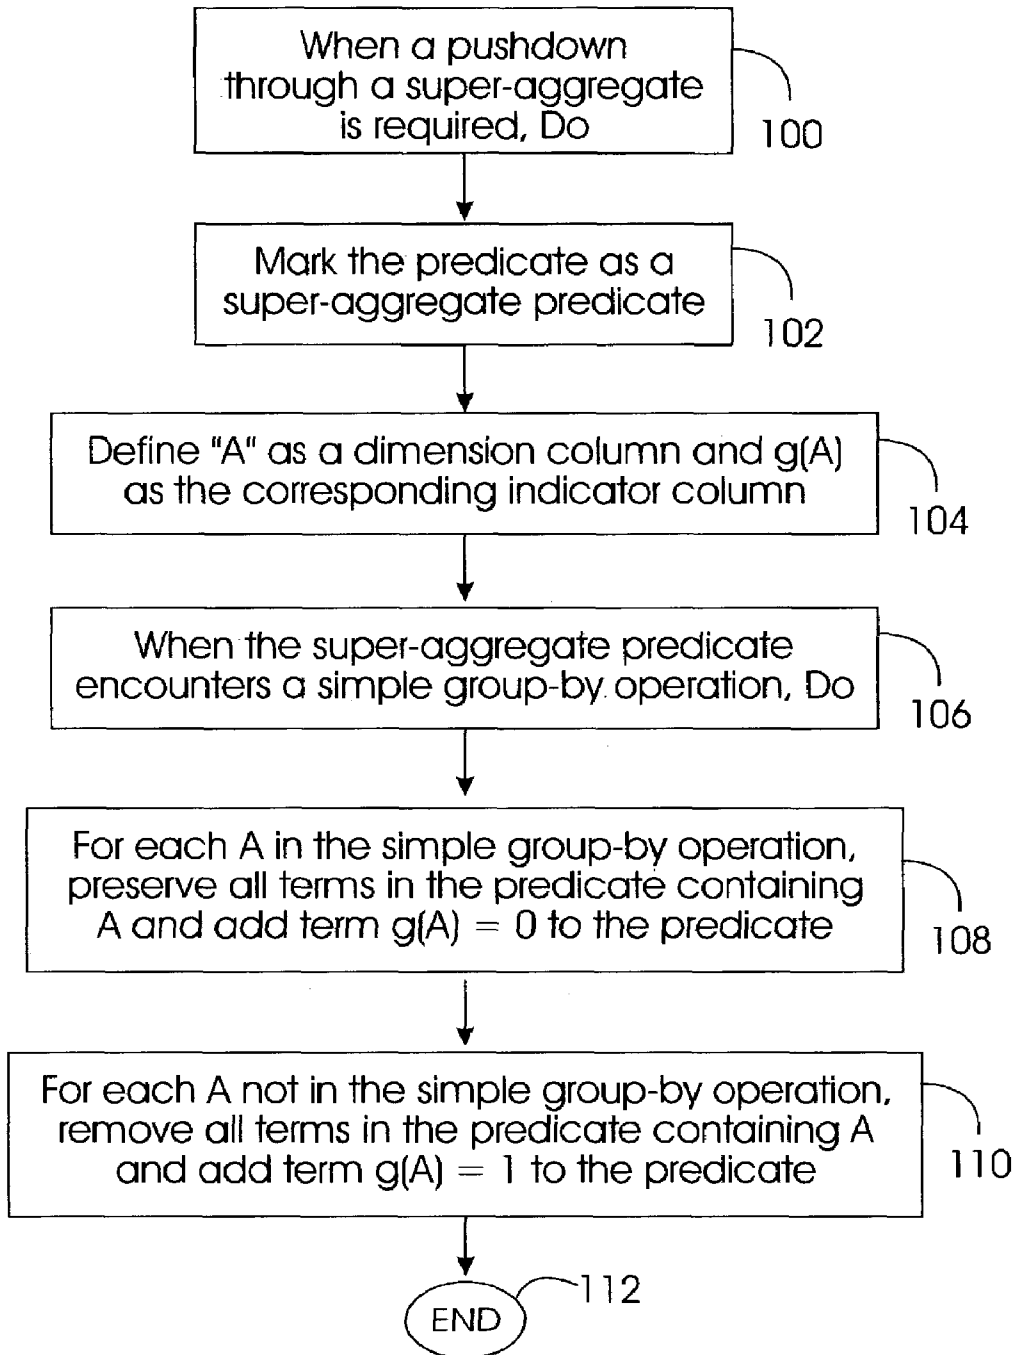 When a pushdown
through a super-aggregate
is required, Do
100
Mark the predicate as a
super-aggregate predicate
102
Define "A" as a dimension column and g(A)
as the corresponding indicator column
104
When the super-aggregate predicate
encounters a simple group-by operation, Do
106
For each A in the simple group-by operation,
preserve all terms in the predicate containing
A and add term g(A) = 0 to the predicate
108
For each A not in the simple group-by operation,
remove all terms in the predicate containing A
and add term g(A) = 1 to the predicate
110
112
END